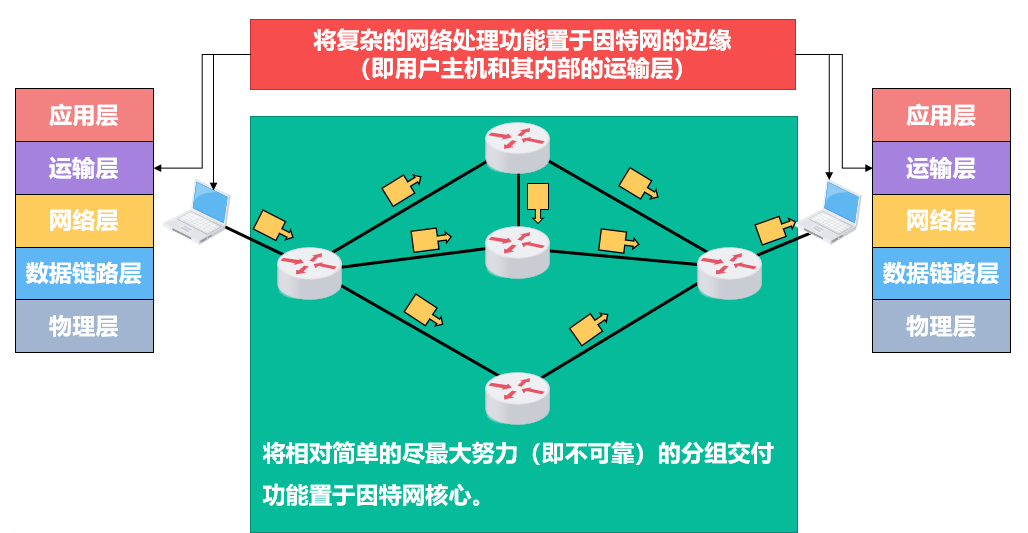 将复杂的网络处理功能置于因特网的边缘
（即用户主机和其内部的运输层）
应用层
运输层
网络层
数据链路层
物理层
应用层
运输层
网络层
数据链路层
物理层
将相对简单的尽最大努力（即不可靠）的分组交付
功能置于因特网核心。